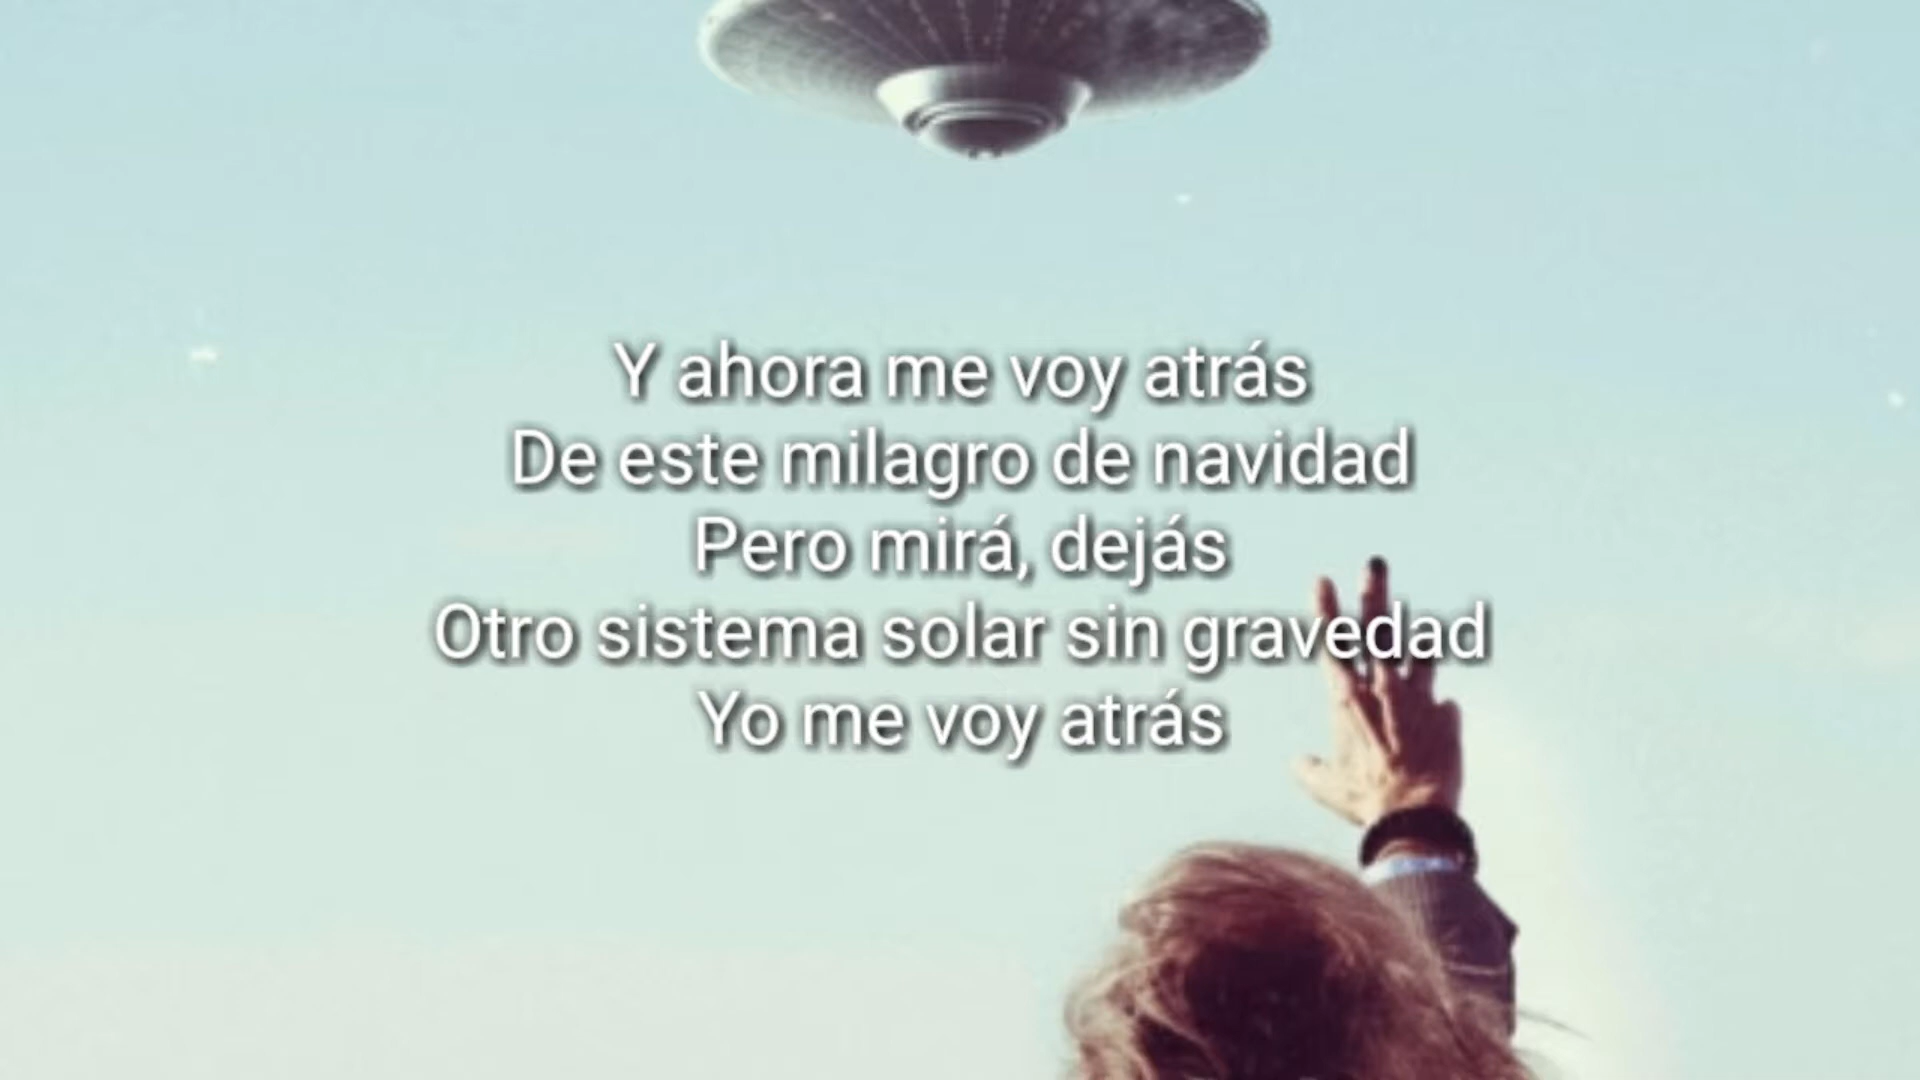 Y ahora me voy atrás
De este milagro de navidad
Pero mirá, dejás
Otro sistema solar sin gravedad
Yo me voy atrás